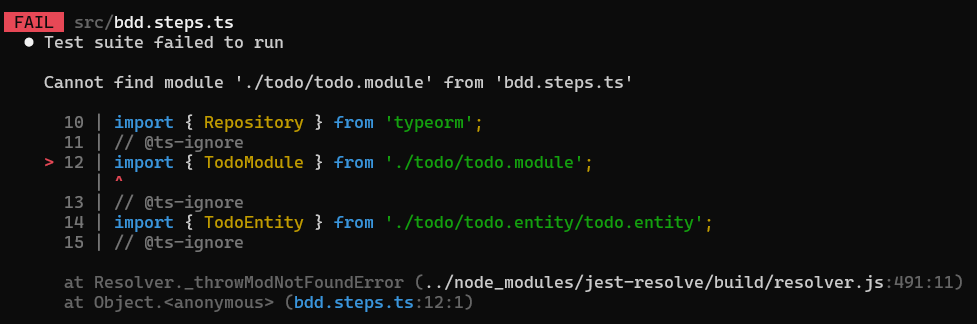 FAIL src/bdd.steps.ts
● Test suite failed to run
Cannot find module './todo/todo.module' from 'bdd.steps.ts'
10 | import { Repository } from 'typeorm';
11 | // @ts-ignore
> 12 | import { TodoModule } from './todo/todo.module';
| ^
13 | // @ts-ignore
14 | import { TodoEntity } from './todo/todo.entity/todo.entity';
15 | // @ts-ignore
at Resolver._throwModNotFoundError (../node_modules/jest-resolve/build/resolver.js:491:11)
at Object.<anonymous> (bdd.steps.ts:12:1)